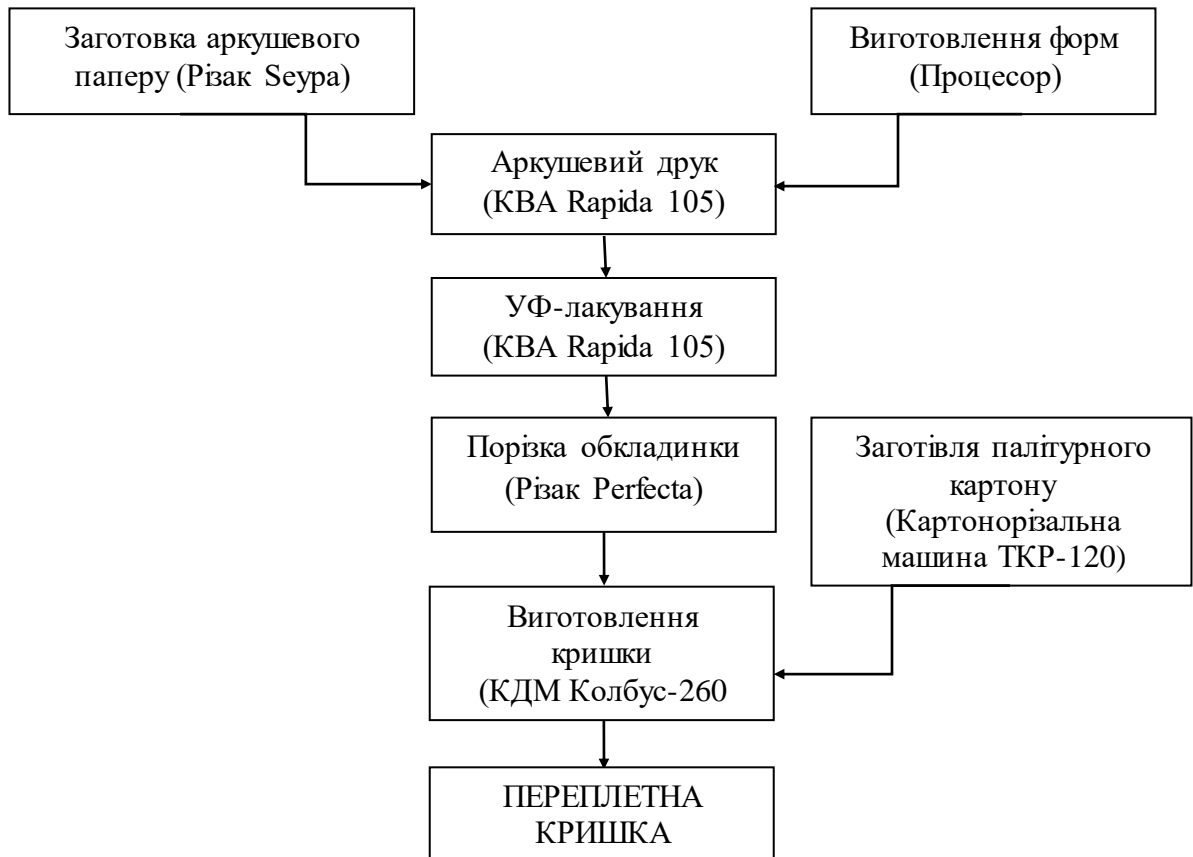 Заготовка аркушевого
паперу (Різак Seypa)
Виготовлення форм
(Процесор)
Аркушевий друк
(КВА Rapida 105)
УФ-лакування
(КВА Rapida 105)
Порізка обкладинки
(Різак Perfecta)
Заготівля палітурного
картону
(Картонорізальна
машина ТКР-120)
Виготовлення
кришки
(КДМ Колбус-260
ПЕРЕПЛЕТНА
КРИШКА